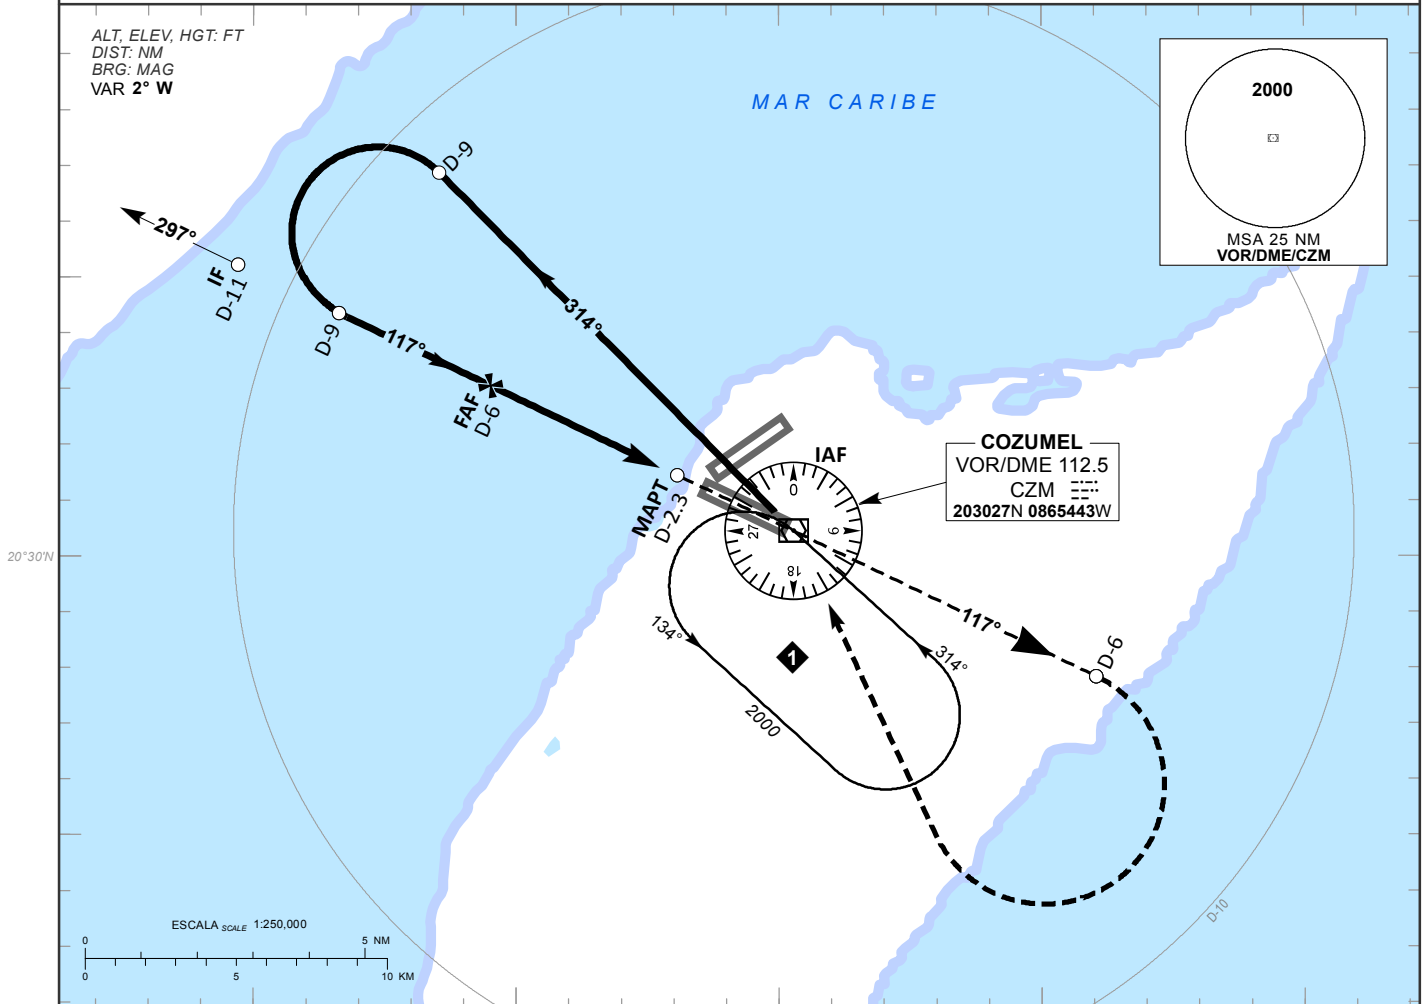 ALT, ELEV, HGT: FT
DIST: NM
BRG: MAG
VAR 2° W
MAR CARIBE
2000
MSA 25 NM
VOR/DME/CZM
D-9
297°
IF
D-11
314°
D-9
117°
FAF
D-6
COZUMEL
VOR/DME 112.5
CZM
203027N 0865443W
IAF
0
9
18
27
MAPT
D-2.3
20°30'N
134°
1
314°
117°
D-6
2000
D-10
ESCALA SCALE 1:250,000
0 5 NM
0 5 10 KM